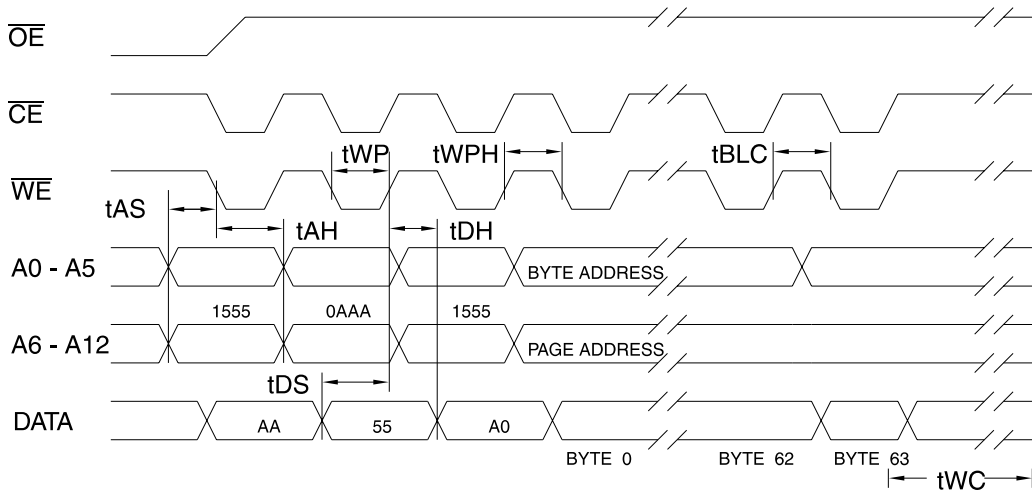 OE
CE
tWP tWPH tBLC
WE
tAS
tAH tDH
A0 - A5 BYTE ADDRESS
1555 0AAA 1555
A6 - A12 PAGE ADDRESS
tDS
DATA AA 55 A0
BYTE 0 BYTE 62 BYTE 63
tWC